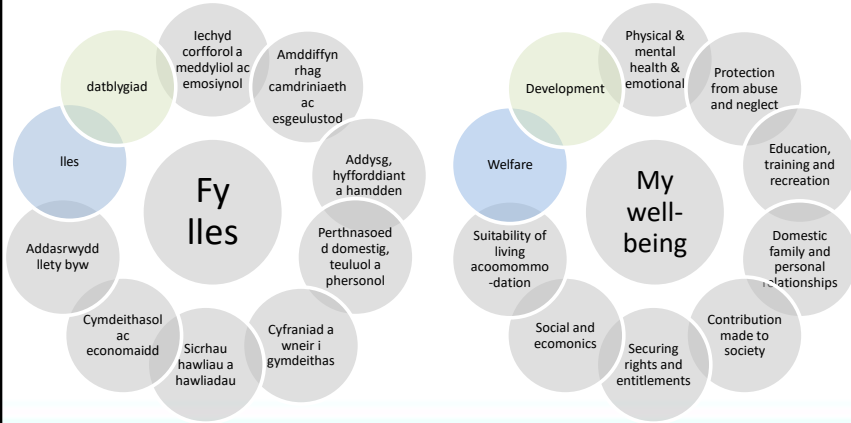 Fy
lles
Iechyd
corfforol a
meddyliol ac
emosiynol
Amddiffyn
rhag
camdriniaeth
ac
esgeulustod
Addysg,
hyfforddiant
a hamdden
Perthnasoed
d domestig,
teuluol a
phersonol
Cyfraniad a
wneir i
gymdeithas
Sicrhau
hawliau a
hawliadau
Cymdeithasol
ac
economaidd
Addasrwydd
llety byw
lles
datblygiad
My
well-
being
Physical &
mental
health &
emotional
Protection
from abuse
and neglect
Education,
training and
recreation
Domestic
family and
personal
relationships
Contribution
made to
society
Securing
rights and
entitlements
Social and
ecomonics
Suitability of
living
acoomommo
-dation
Welfare
Development